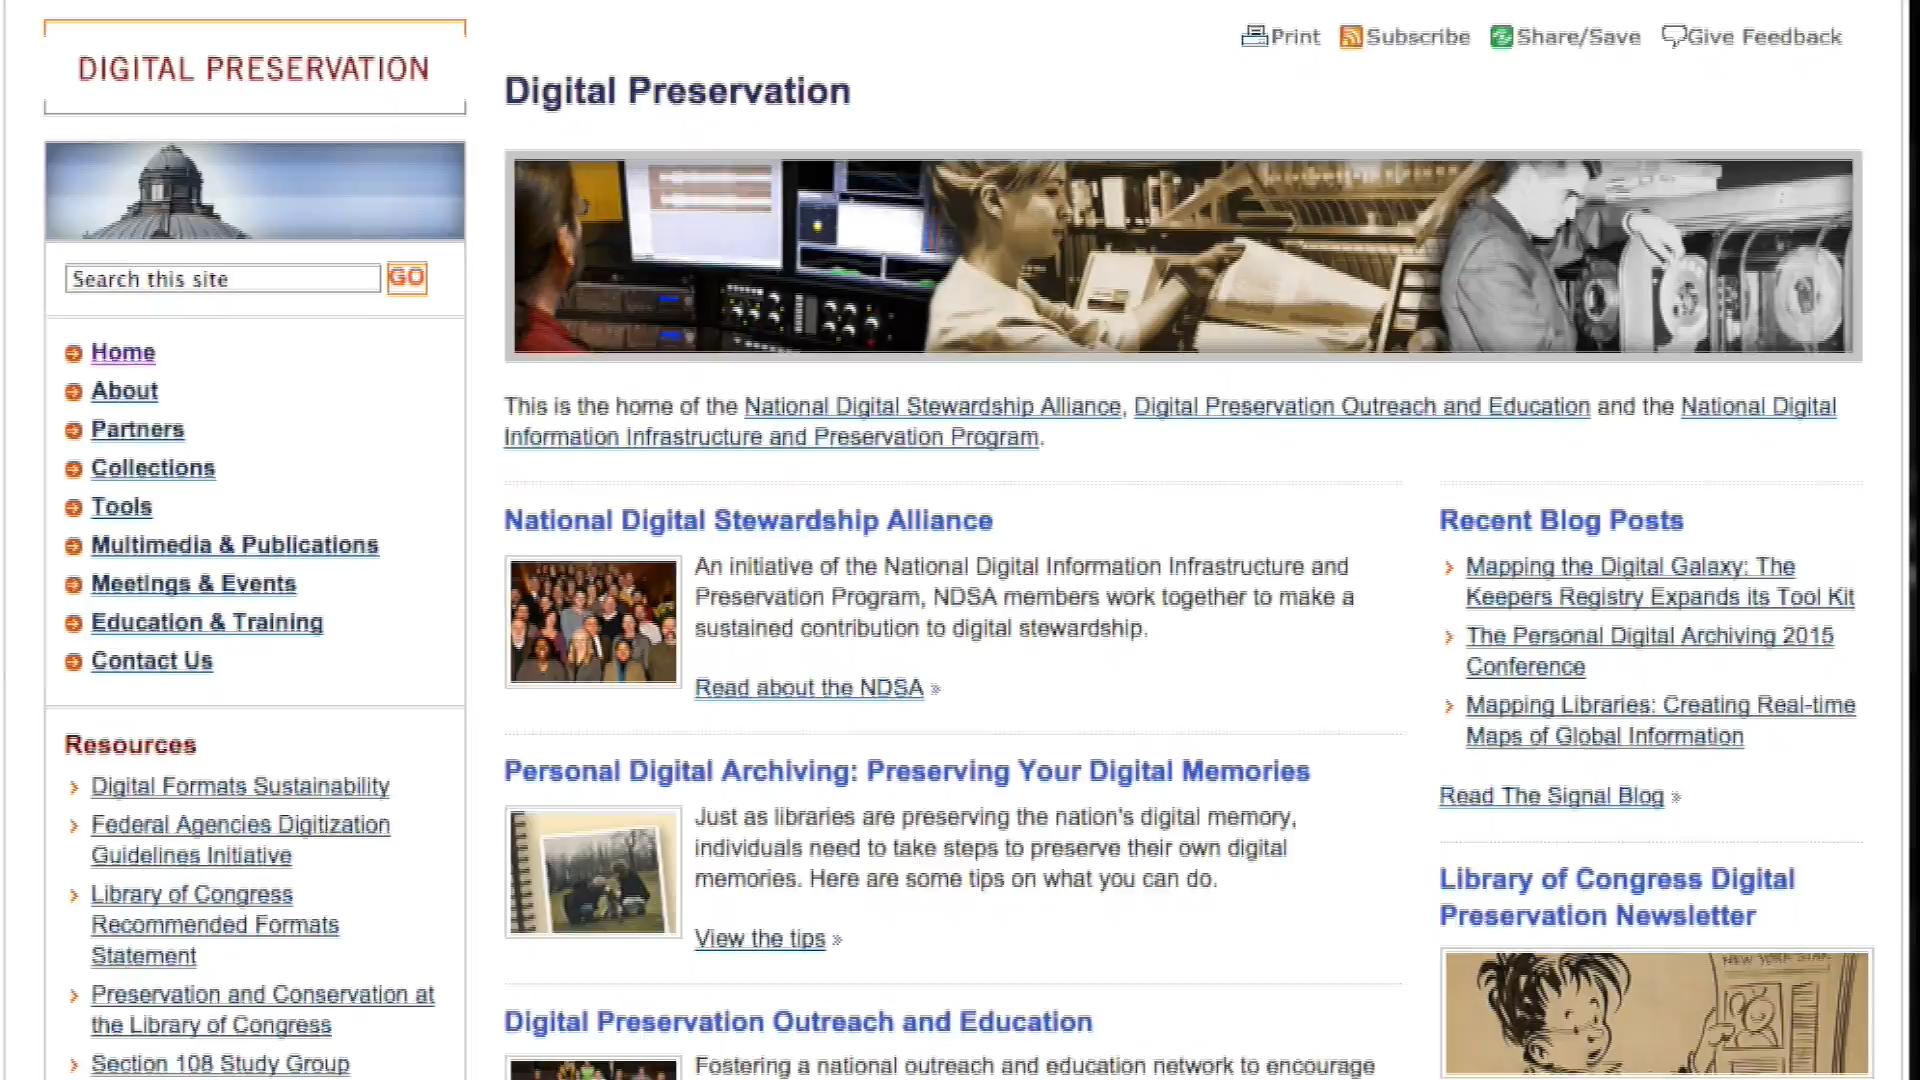 DIGITAL PRESERVATION
Search this site
GO
Home
About
Partners
Collections
Tools
Multimedia & Publications
Meetings & Events
Education & Training
Contact Us
Resources
Digital Formats Sustainability
Federal Agencies Digitization
Guidelines Initiative
Library of Congress
Recommended Formats
Statement
Preservation and Conservation at
the Library of Congress
Section 108 Study Group
Print
Subscribe
Share/Save
Give Feedback
Digital Preservation
This is the home of the National Digital Stewardship Alliance, Digital Preservation Outreach and Education and the National Digital
Information Infrastructure and Preservation Program.
National Digital Stewardship Alliance
An initiative of the National Digital Information Infrastructure and
Preservation Program, NDSA members work together to make a
sustained contribution to digital stewardship.
Read about the NDSA »
Personal Digital Archiving: Preserving Your Digital Memories
Just as libraries are preserving the nation's digital memory,
individuals need to take steps to preserve their own digital
memories. Here are some tips on what you can do.
View the tips »
Digital Preservation Outreach and Education
Fostering a national outreach and education network to encourage
Recent Blog Posts
Mapping the Digital Galaxy: The
Keepers Registry Expands its Tool Kit
The Personal Digital Archiving 2015
Conference
Mapping Libraries: Creating Real-time
Maps of Global Information
Read The Signal Blog »
Library of Congress Digital
Preservation Newsletter
NEW YORK STAR